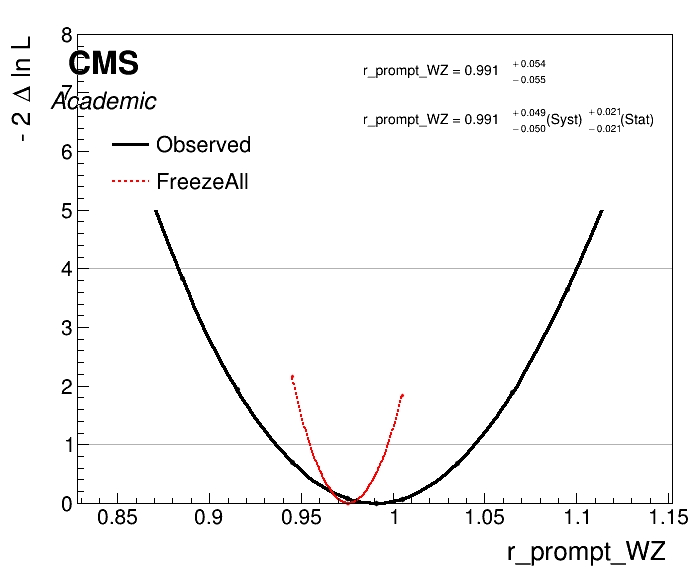 8
CMS
r_prompt_WZ = 0.991 +0.054 −0.055
7
Academic
r_prompt_WZ = 0.991 +0.049 −0.050 (Syst) +0.021 −0.021 (Stat)
- 2 Δ ln L
6
Observed
FreezeAll
5
4
3
2
1
0
0.85 0.9 0.95 1 1.05 1.1 1.15
r_prompt_WZ